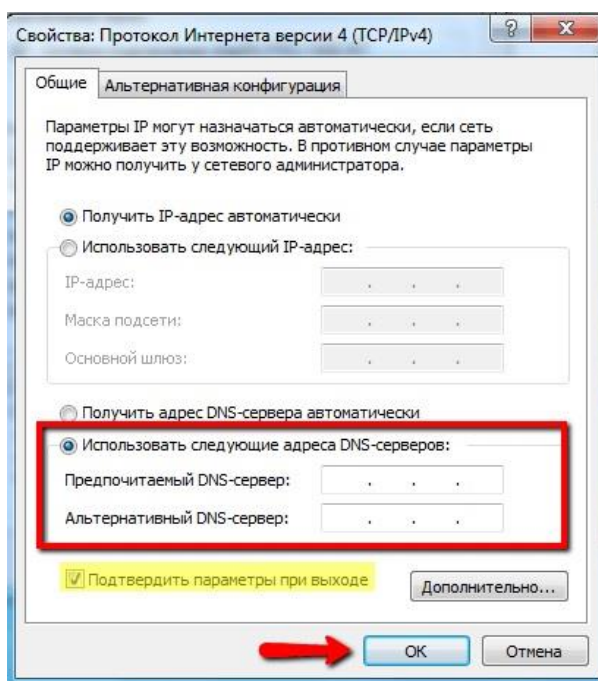 Свойства: Протокол Интернета версии 4 (TCP/IPv4)
Общие
Альтернативная конфигурация
Параметры IP могут назначаться автоматически, если сеть
поддерживает эту возможность. В противном случае параметры
IP можно получить у сетевого администратора.
Получить IP-адрес автоматически
Использовать следующий IP-адрес:
IP-адрес:
Маска подсети:
Основной шлюз:
Получить адрес DNS-сервера автоматически
Использовать следующие адреса DNS-серверов:
Предпочитаемый DNS-сервер:
Альтернативный DNS-сервер:
Подтвердить параметры при выходе
Дополнительно...
ОК
Отмена